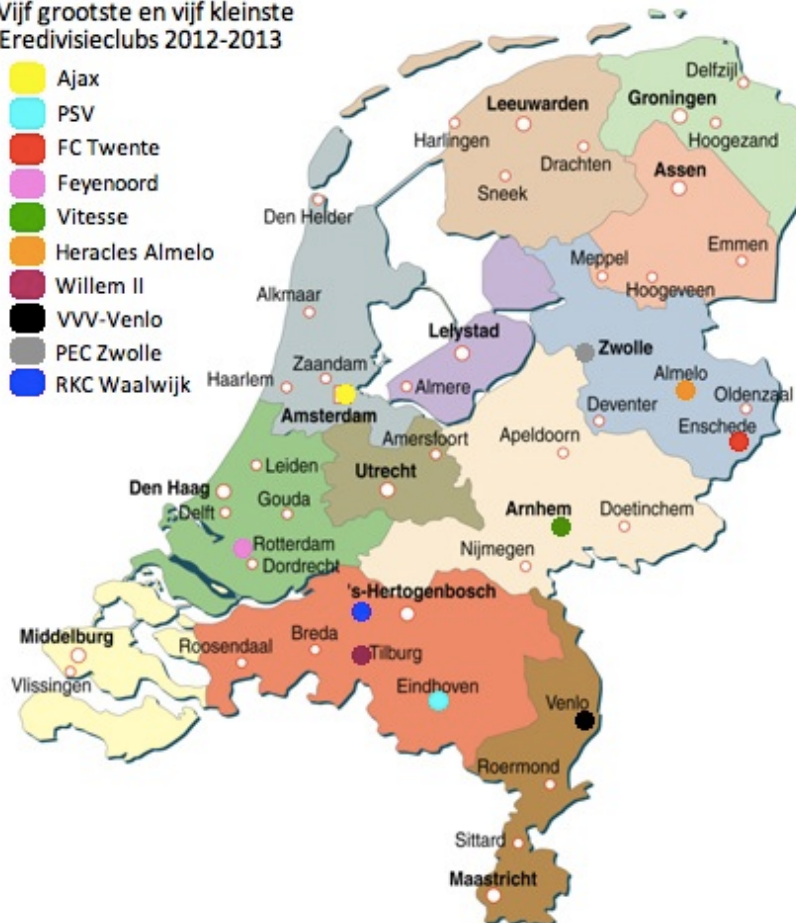 Vijf grootste en vijf kleinste
Eredivisieclubs 2012-2013
Ajax
PSV
FC Twente
Feyenoord
Vitesse
Heracles Almelo
Willem II
VVV-Venlo
PEC Zwolle
RKC Waalwijk
Delfzijl
Leeuwarden
Groningen
Harlingen
Hoogezand
Drachten
Assen
Sneek
Den Helder
Emmen
Meppel
Hoogeveen
Alkmaar
Lelystad
Zwolle
Zaandam
Haarlem
Almere
Almelo
Oldenzaal
Amsterdam
Deventer
Enschede
Amersfoort
Apeldoorn
Leiden
Utrecht
Den Haag
Gouda
Delft
Arnhem
Doetinchem
Rotterdam
Nijmegen
Dordrecht
's-Hertogenbosch
Middelburg
Roosendaal
Breda
Tilburg
Vlissingen
Eindhoven
Venlo
Roermond
Sittard
Maastricht